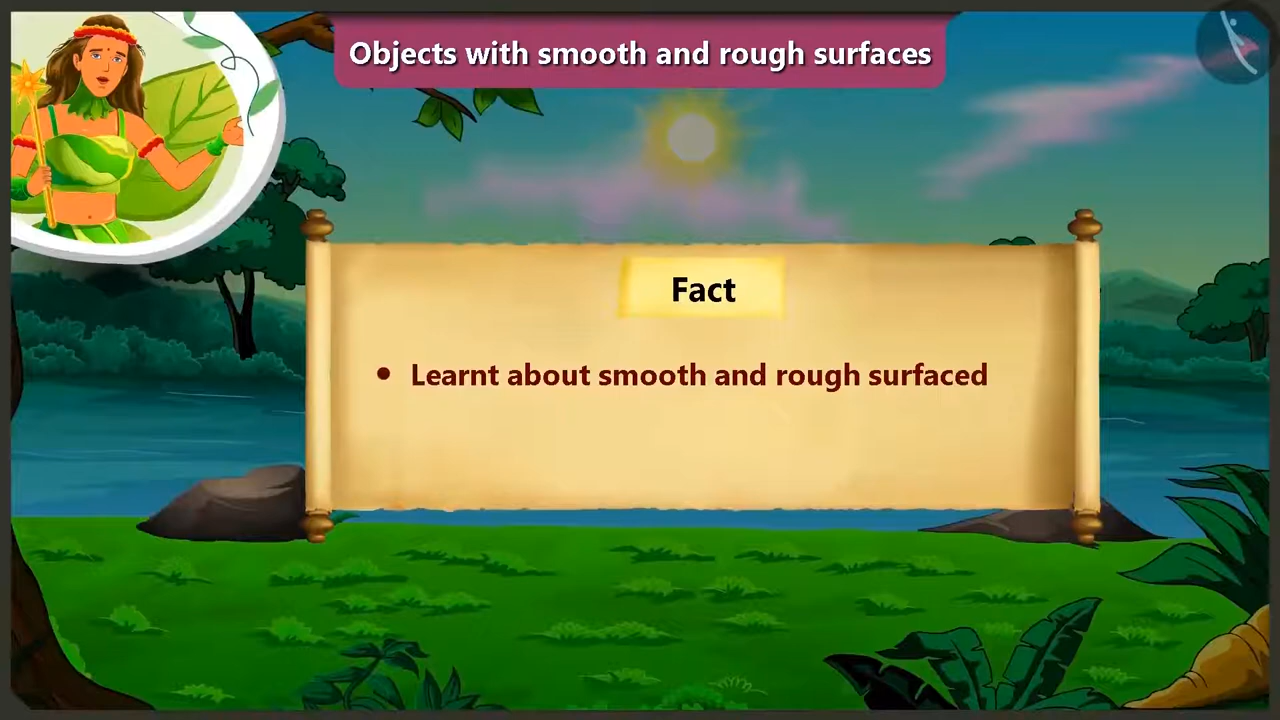 Objects with smooth and rough surfaces
Fact
• Learnt about smooth and rough surfaced